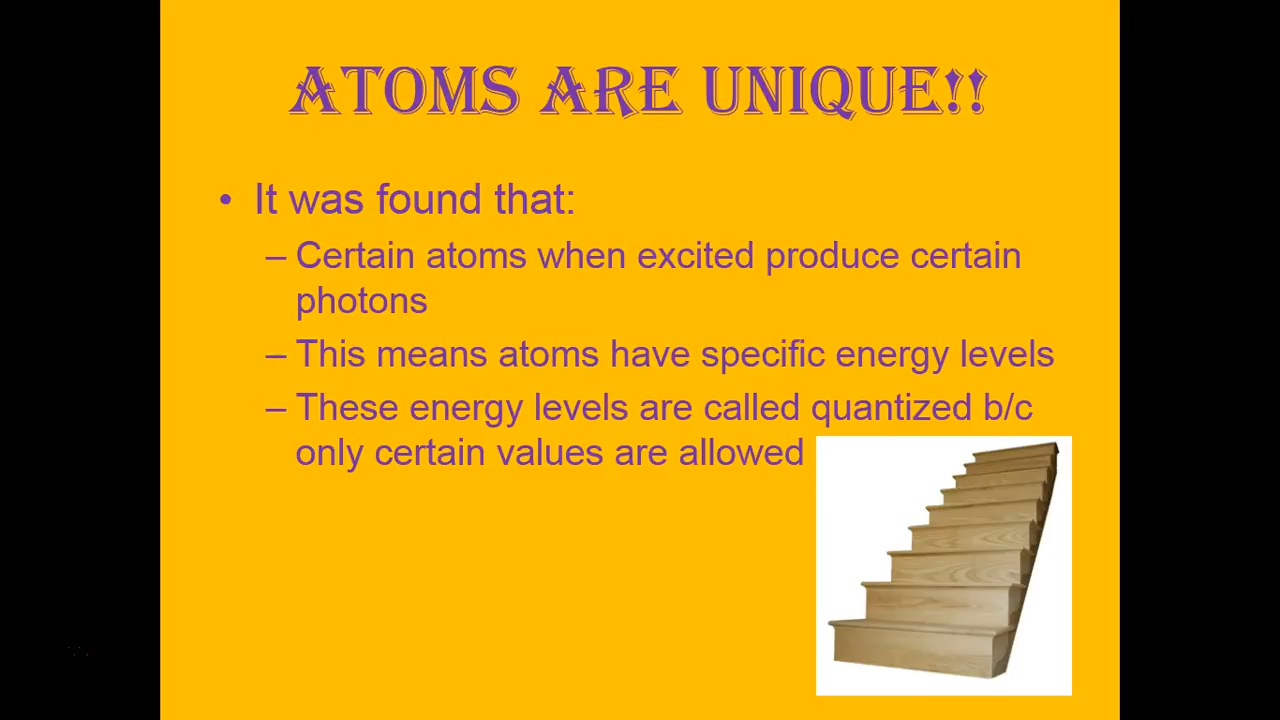 ATOMS ARE UNIQUE!!
• It was found that:
– Certain atoms when excited produce certain
photons
– This means atoms have specific energy levels
– These energy levels are called quantized b/c
only certain values are allowed